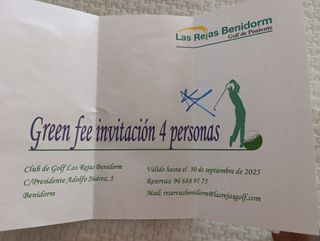 Las Rejas Benidorm
Golf de Poniente
Green fee invitación 4 personas
Club de Golf Las Rejas Benidorm
C/Presidente Adolfo Suárez, 5
Benidorm
Válido hasta el 30 de septiembre de 2025
Reservas: 96 688 97 75
Mail: reservasbenidorm@lasrejasgolf.com